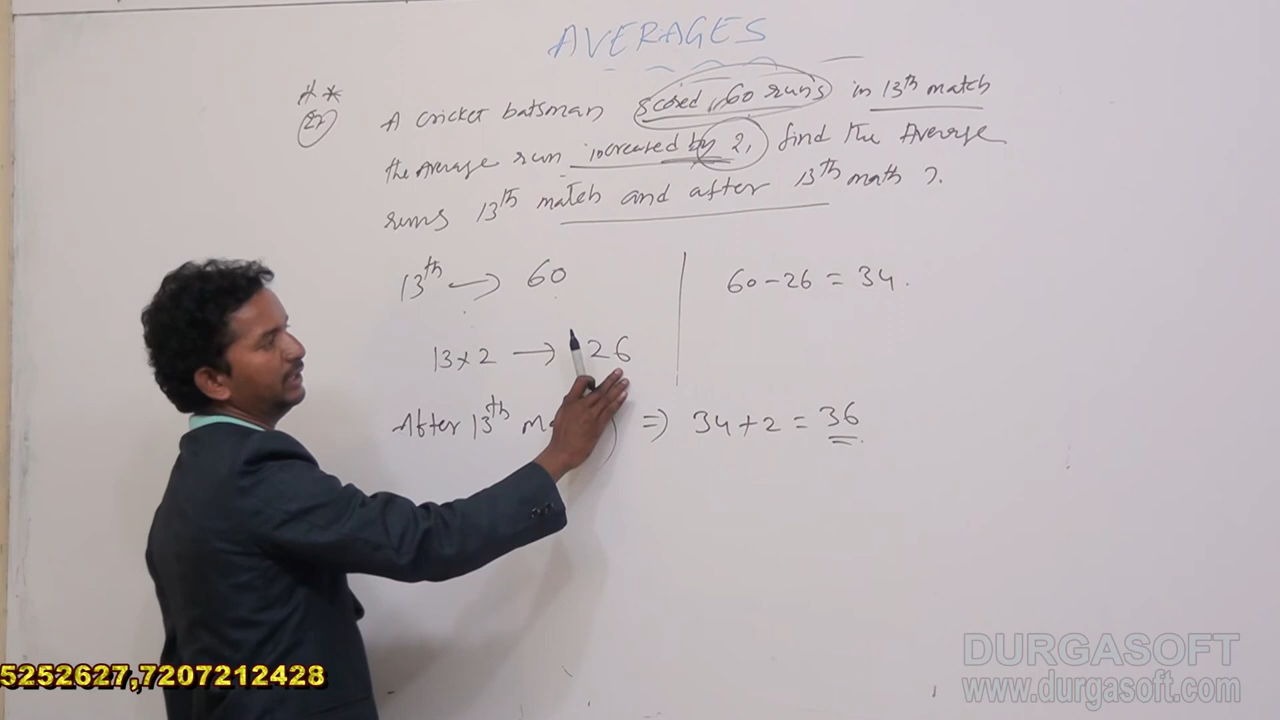 AVERAGES
** Ex A cricket batsman scored 60 runs in 13th match
the Average run increased by 2, find the Average
runs 13th match and after 13th math ?
13th → 60
60 - 26 = 34.
13 x 2 → 26
After 13th ⇒ 34 + 2 = 36
5252627,7207212428
DURGASOFT
www.durgasoft.com